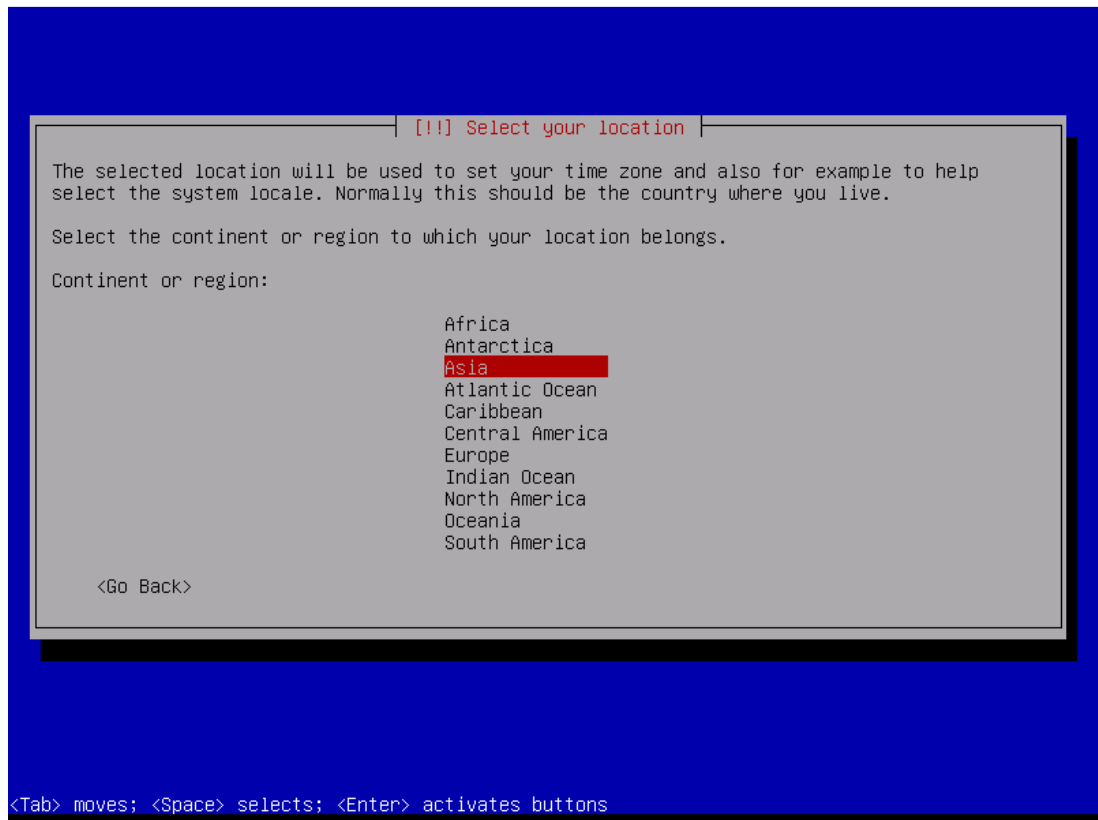 [!!] Select your location
The selected location will be used to set your time zone and also for example to help
select the system locale. Normally this should be the country where you live.
Select the continent or region to which your location belongs.
Continent or region:
Africa
Antarctica
Asia
Atlantic Ocean
Caribbean
Central America
Europe
Indian Ocean
North America
Oceania
South America
<Go Back>
<Tab> moves; <Space> selects; <Enter> activates buttons